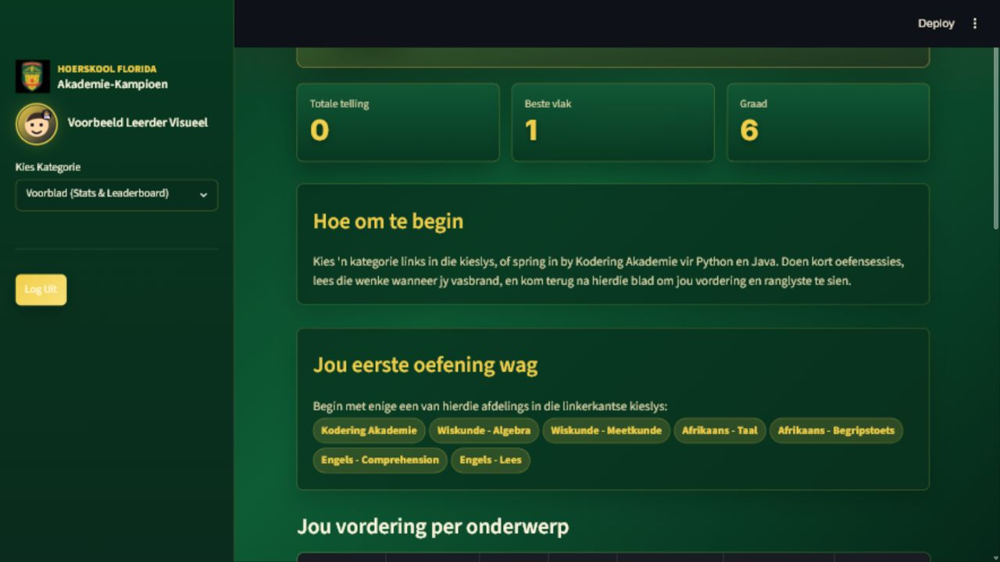 Deploy
HOERSKOOL FLORIDA
Akademie-Kampioen
Voorbeeld Leerder Visueel
Kies Kategorie
Voorblad (Stats & Leaderboard)
Log Uit
Totale telling
0
Beste vlak
1
Graad
6
Hoe om te begin
Kies 'n kategorie links in die kieslys, of spring in by Kodering Akademie vir Python en Java. Doen kort oefensessies,
lees die wenke wanneer jy vasbrand, en kom terug na hierdie blad om jou vordering en ranglyste te sien.
Jou eerste oefening wag
Begin met enige een van hierdie afdelings in die linkerkantse kieslys:
Kodering Akademie
Wiskunde - Algebra
Wiskunde - Meetkunde
Afrikaans - Taal
Afrikaans - Begripstoets
Engels - Comprehension
Engels - Lees
Jou vordering per onderwerp